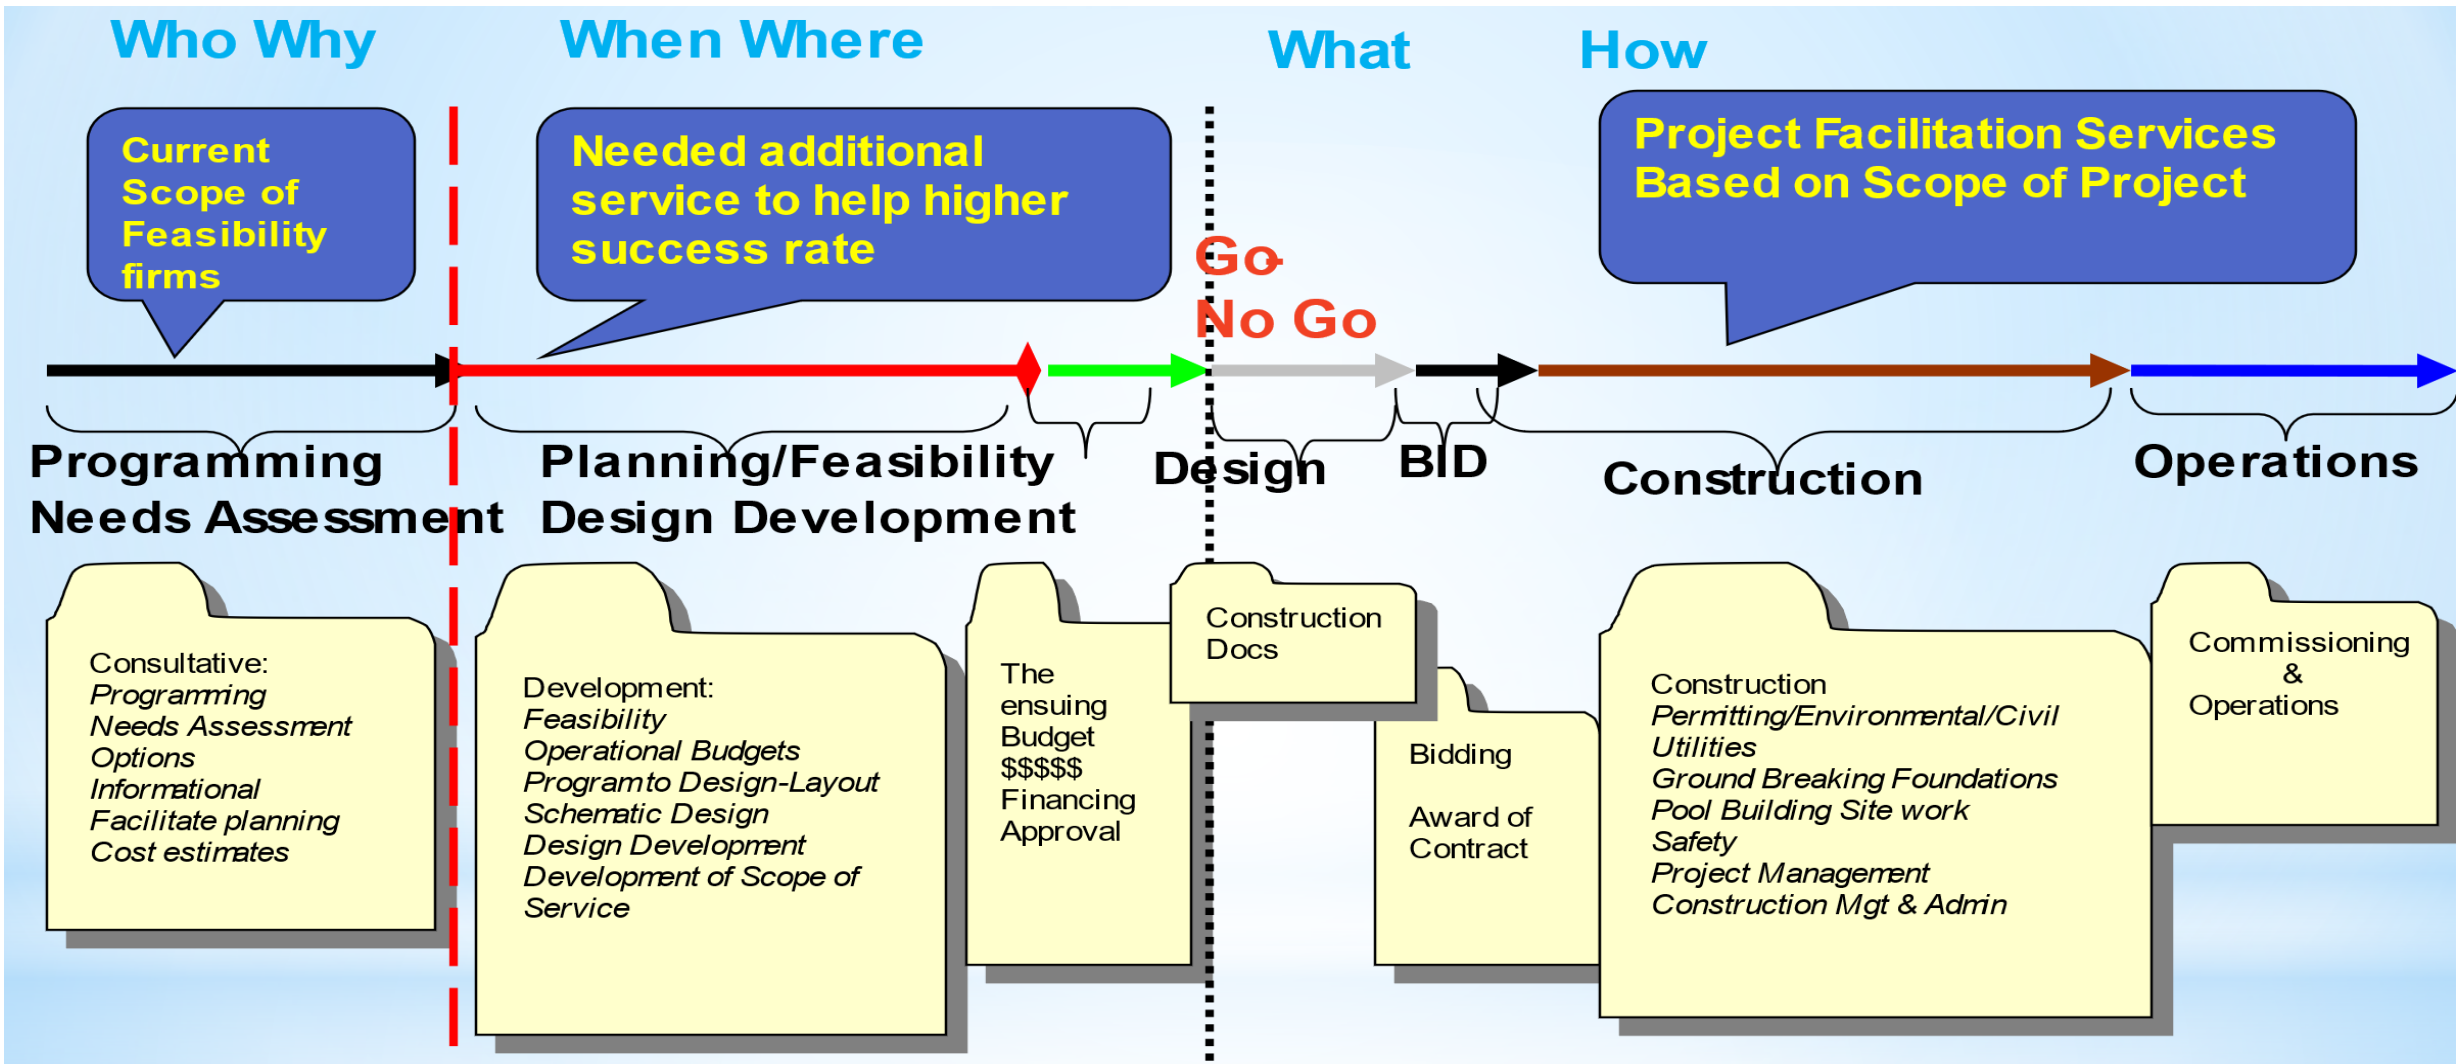 Who Why
When Where
What
How
Current
Scope of
Feasibility
firms
Needed additional
service to help higher
success rate
Go-
No Go
Project Facilitation Services
Based on Scope of Project
Programming
Needs Assessment
Planning/Feasibility
Design Development
Design
BID
Construction
Operations
Consultative:
Programming
Needs Assessment
Options
Informational
Facilitate planning
Cost estimates
Development:
Feasibility
Operational Budgets
Program to Design-Layout
Schematic Design
Design Development
Development of Scope of
Service
The
ensuing
Budget
$$$$$
Financing
Approval
Construction
Docs
Bidding
Award of
Contract
Construction
Permitting/Environmental/Civil
Utilities
Ground Breaking Foundations
Pool Building Site work
Safety
Project Management
Construction Mgt & Admin
Commissioning
&
Operations